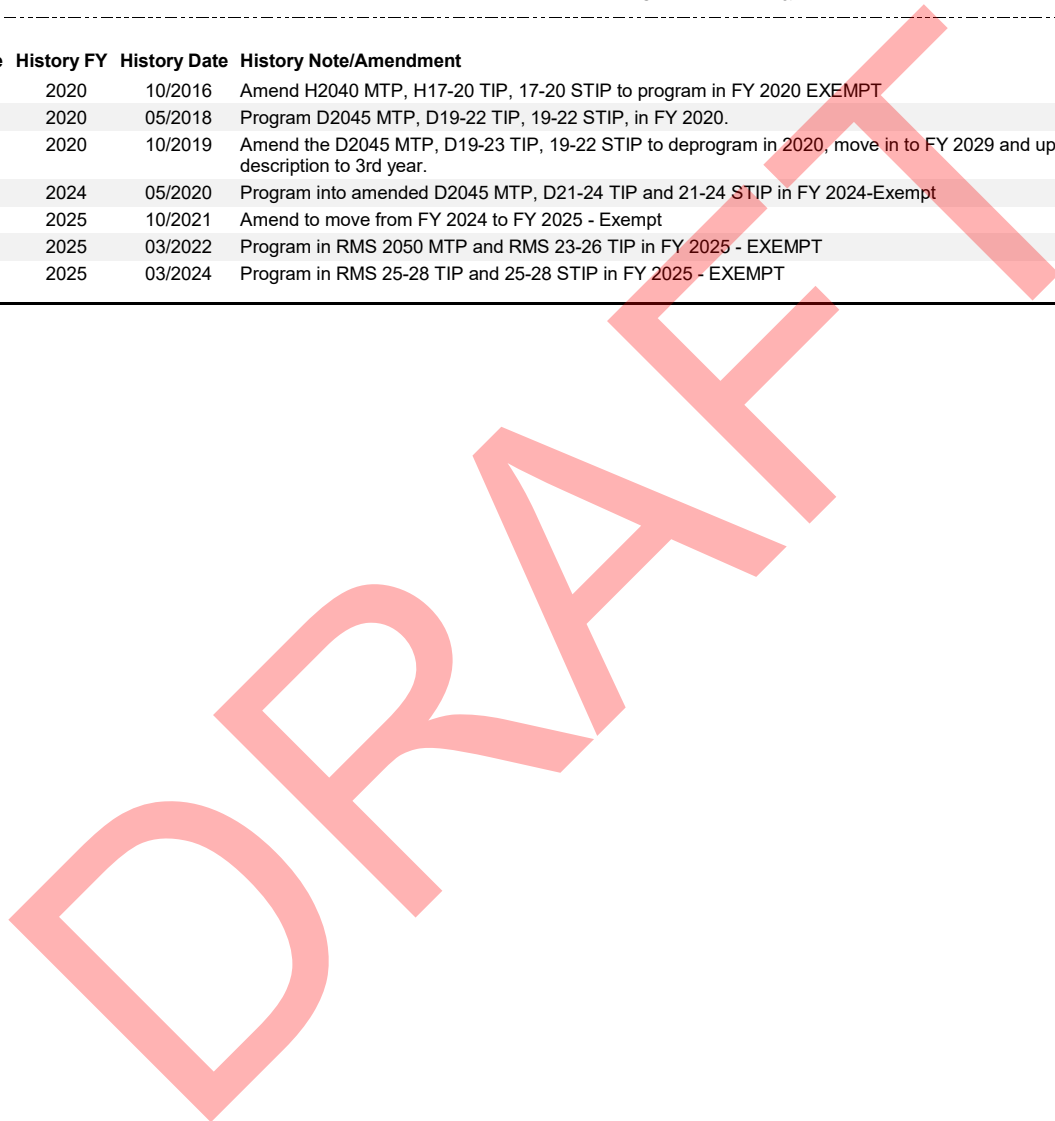 History FY History Date History Note/Amendment
2020 10/2016 Amend H2040 MTP, H17-20 TIP, 17-20 STIP to program in FY 2020 EXEMPT
2020 05/2018 Program D2045 MTP, D19-22 TIP, 19-22 STIP, in FY 2020.
2020 10/2019 Amend the D2045 MTP, D19-23 TIP, 19-22 STIP to deprogram in 2020, move in to FY 2029 and up
description to 3rd year.
2024 05/2020 Program into amended D2045 MTP, D21-24 TIP and 21-24 STIP in FY 2024-Exempt
2025 10/2021 Amend to move from FY 2024 to FY 2025 - Exempt
2025 03/2022 Program in RMS 2050 MTP and RMS 23-26 TIP in FY 2025 - EXEMPT
2025 03/2024 Program in RMS 25-28 TIP and 25-28 STIP in FY 2025 - EXEMPT
DRAFT